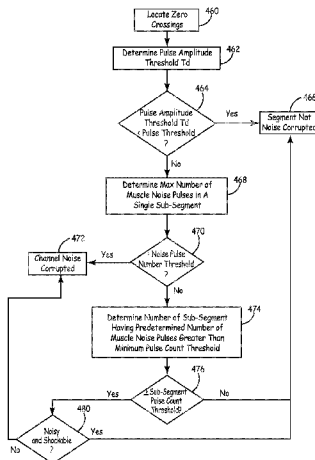 460
Locate Zero
Crossings
462
Determine Pulse Amplitude
Threshold Td
464
Pulse Amplitude
Threshold Td
< Pulse Threshold
?
Yes
466
Segment Not
Noise Corrupted
No
468
Determine Max Number of
Muscle Noise Pulses in A
Single Sub-Segment
470
Noise Pulse
Number Threshold
?
Yes
472
Channel Noise
Corrupted
No
474
Determine Number of Sub-Segment
Having Predetermined Number of
Muscle Noise Pulses Greater Than
Minimum Pulse Count Threshold
476
Sub-Segment
Pulse Count
Threshold?
Yes
No
480
Noisy
and Shockable
?
No
Yes